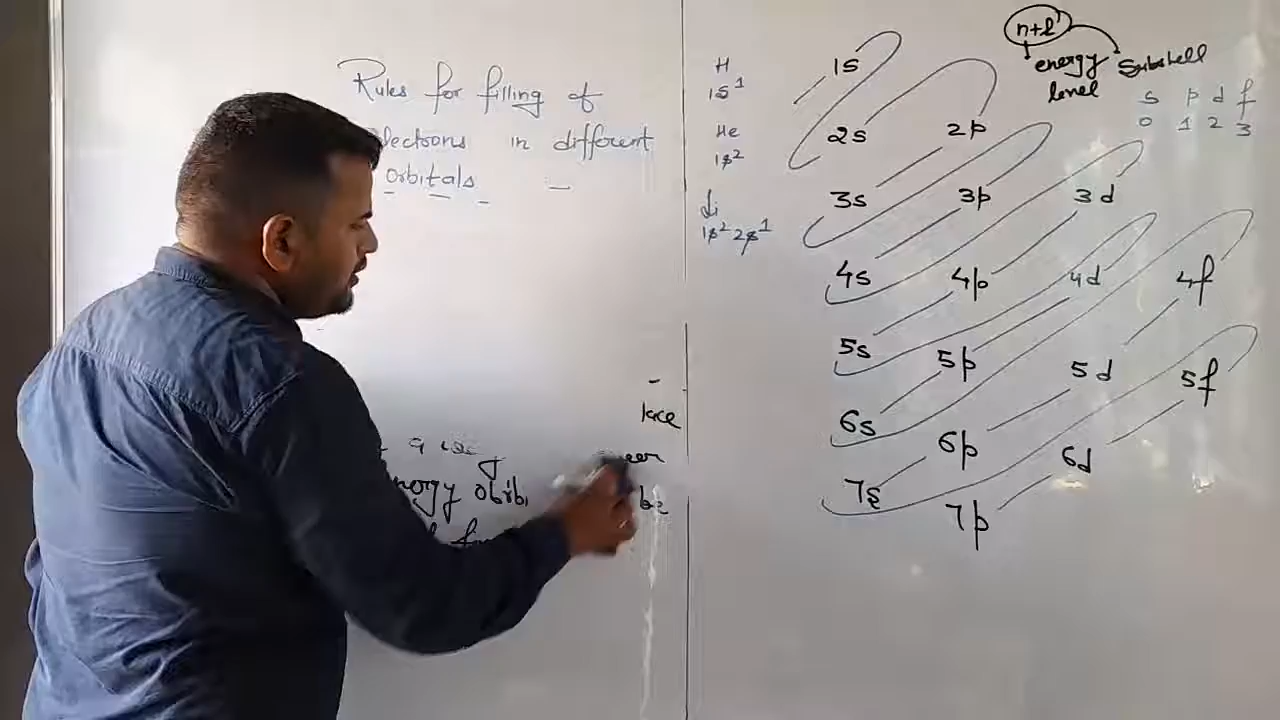 Rules for filling of
electrons in different
orbitals
energy
H
1s¹
He
1s²
Li
1s² 2s¹
n+l
energy
level
Subshell
s p d f
0 1 2 3
1s
2s 2p
3s 3p 3d
4s 4p 4d 4f
5s 5p 5d 5f
6s 6p 6d
7s 7p